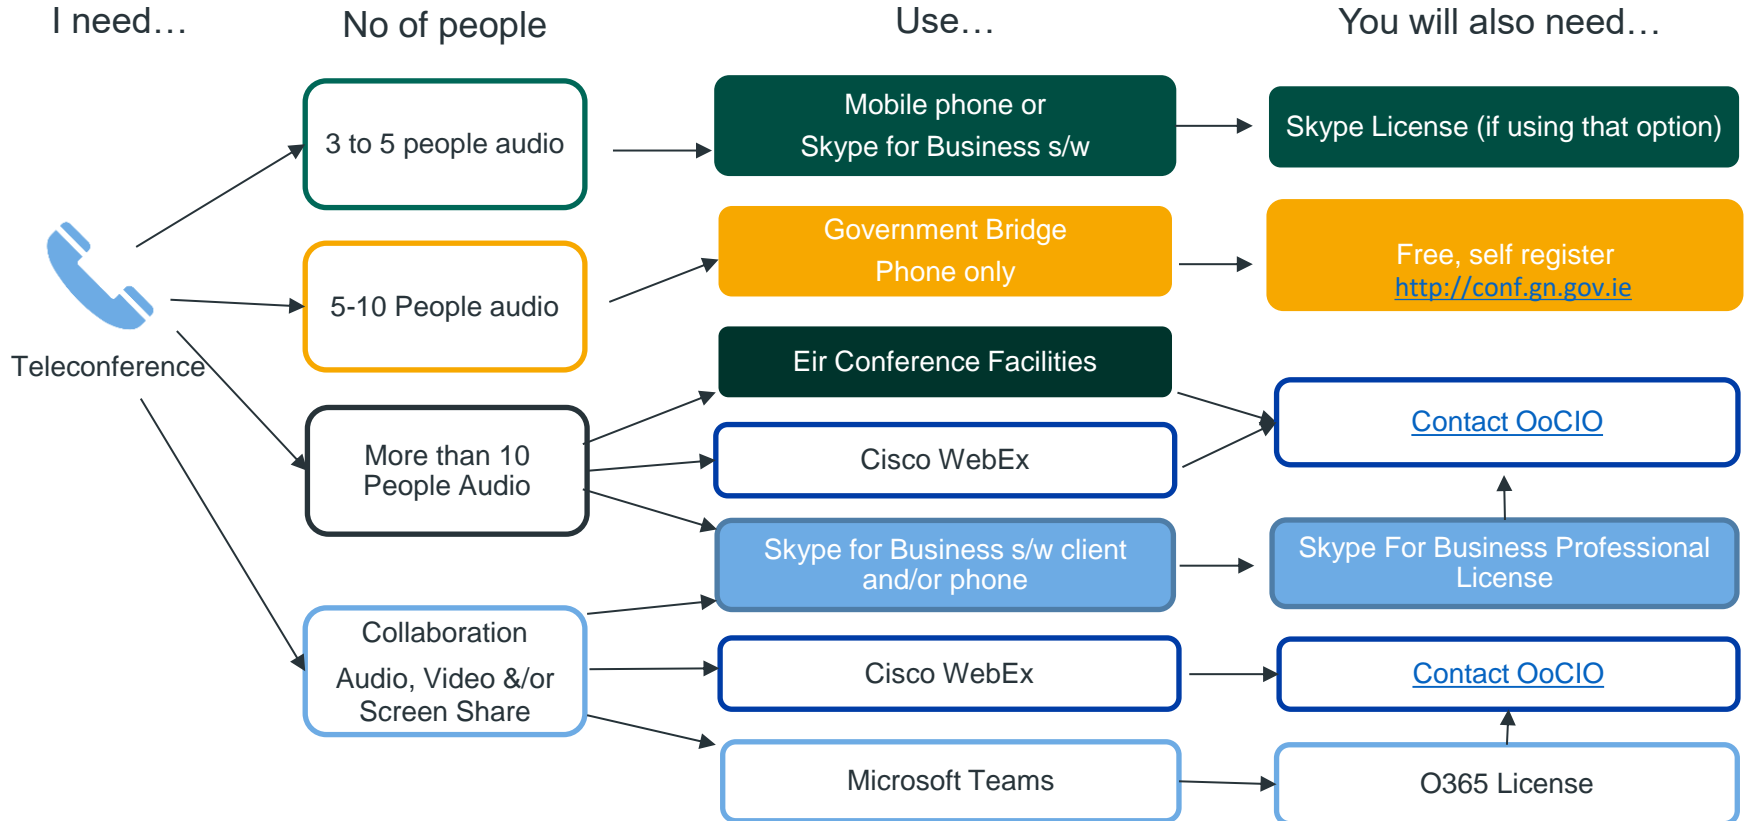 I need…
No of people
Use…
You will also need…
3 to 5 people audio
Mobile phone or
Skype for Business s/w
Skype License (if using that option)
Teleconference
5-10 People audio
Government Bridge
Phone only
Free, self register
http://conf.gn.gov.ie
More than 10
People Audio
Eir Conference Facilities
Cisco WebEx
Contact OoCIO
Skype for Business s/w client
and/or phone
Skype For Business Professional
License
Collaboration
Audio, Video &/or
Screen Share
Cisco WebEx
Contact OoCIO
Microsoft Teams
O365 License